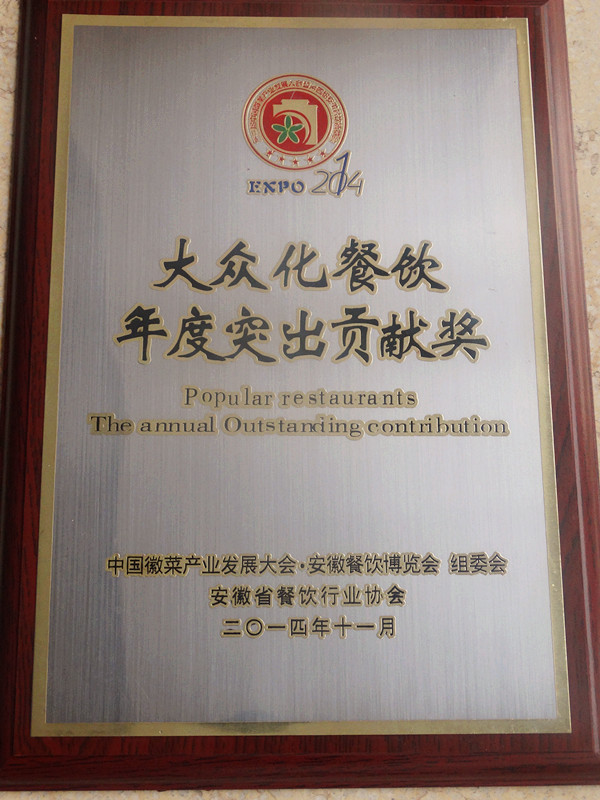 EXPO 2014
大众化餐饮
年度突出贡献奖
Popular restaurants
The annual Outstanding contribution
中国徽菜产业发展大会·安徽餐饮博览会 组委会
安徽省餐饮行业协会
二〇一四年十一月